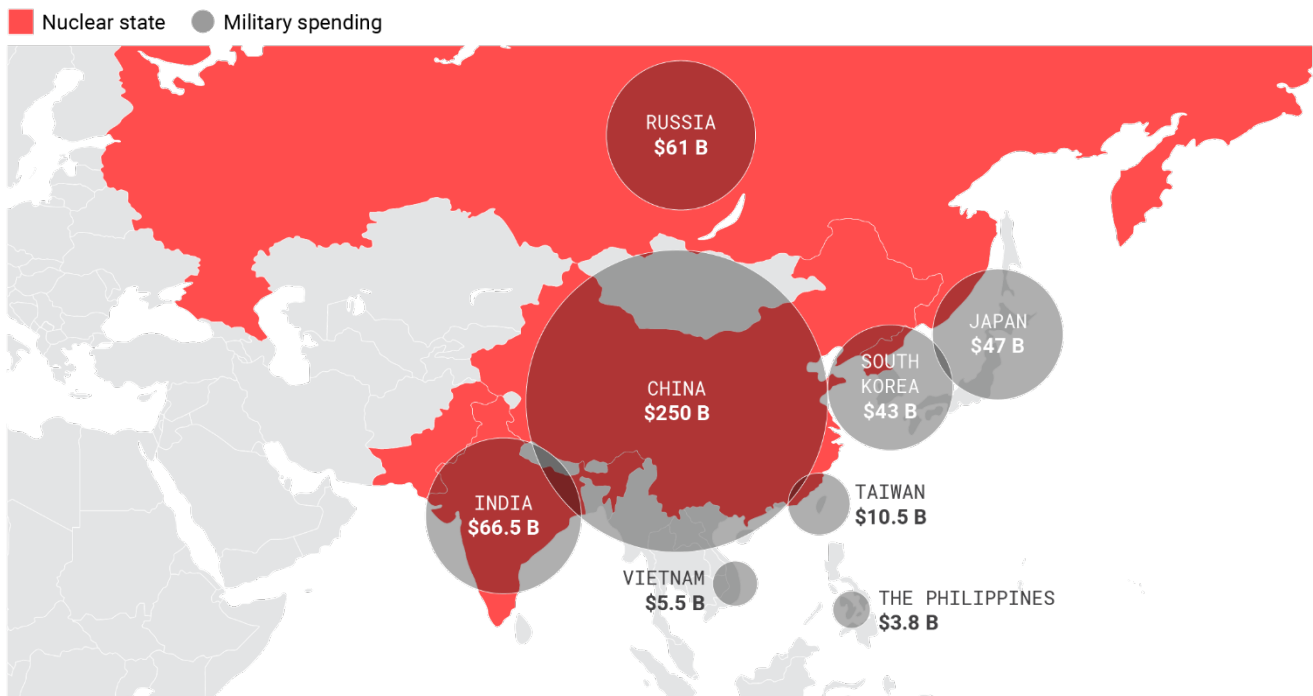 Nuclear state
Military spending
RUSSIA
$61 B
JAPAN
$47 B
SOUTH
KOREA
$43 B
CHINA
$250 B
INDIA
$66.5 B
TAIWAN
$10.5 B
VIETNAM
$5.5 B
THE PHILIPPINES
$3.8 B